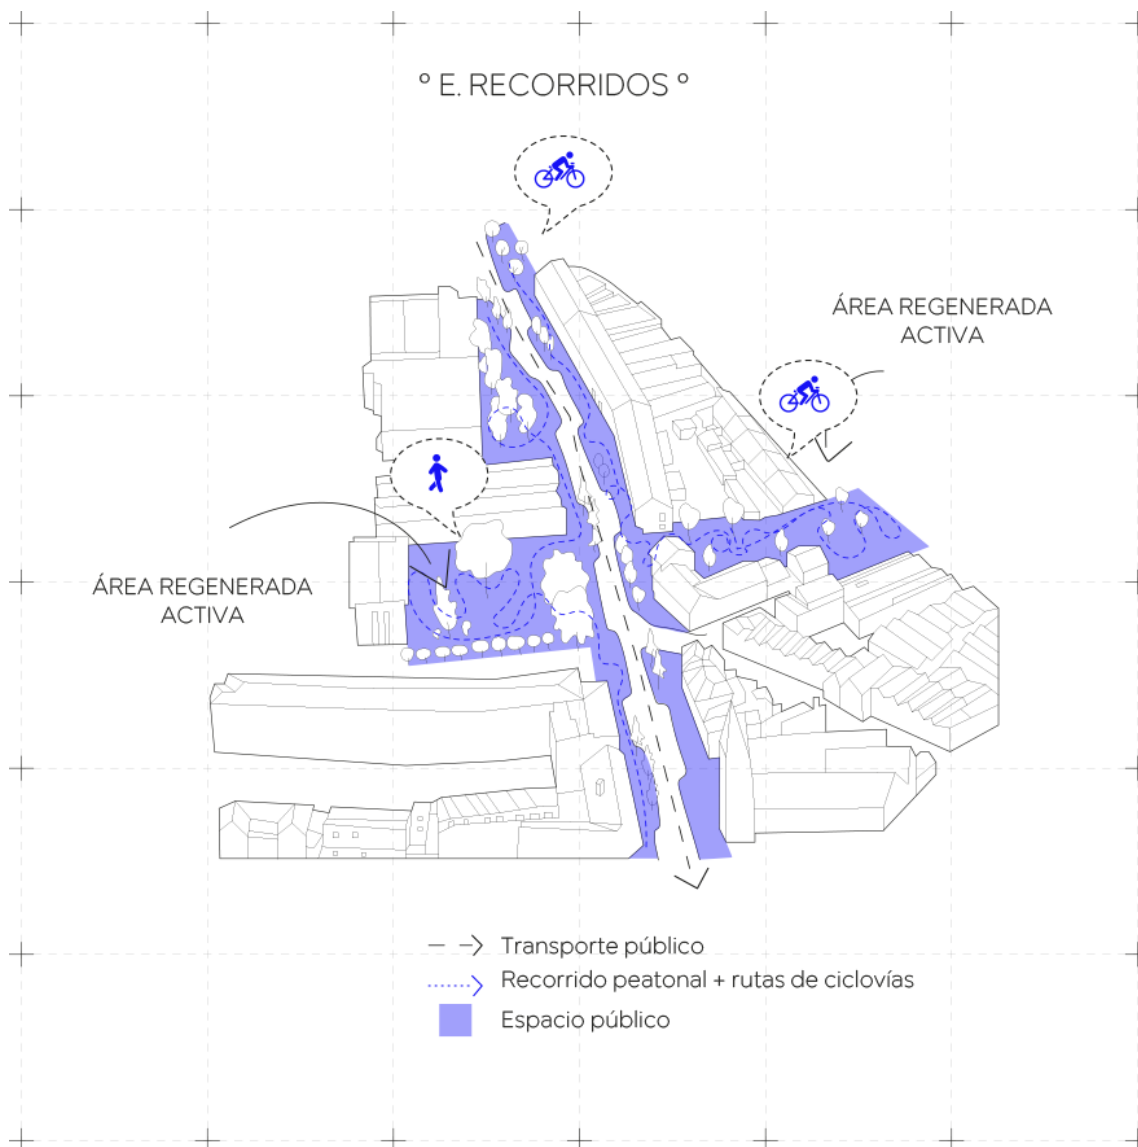 ° E. RECORRIDOS °
ÁREA REGENERADA
ACTIVA
ÁREA REGENERADA
ACTIVA
Transporte público
Recorrido peatonal + rutas de ciclovías
Espacio público